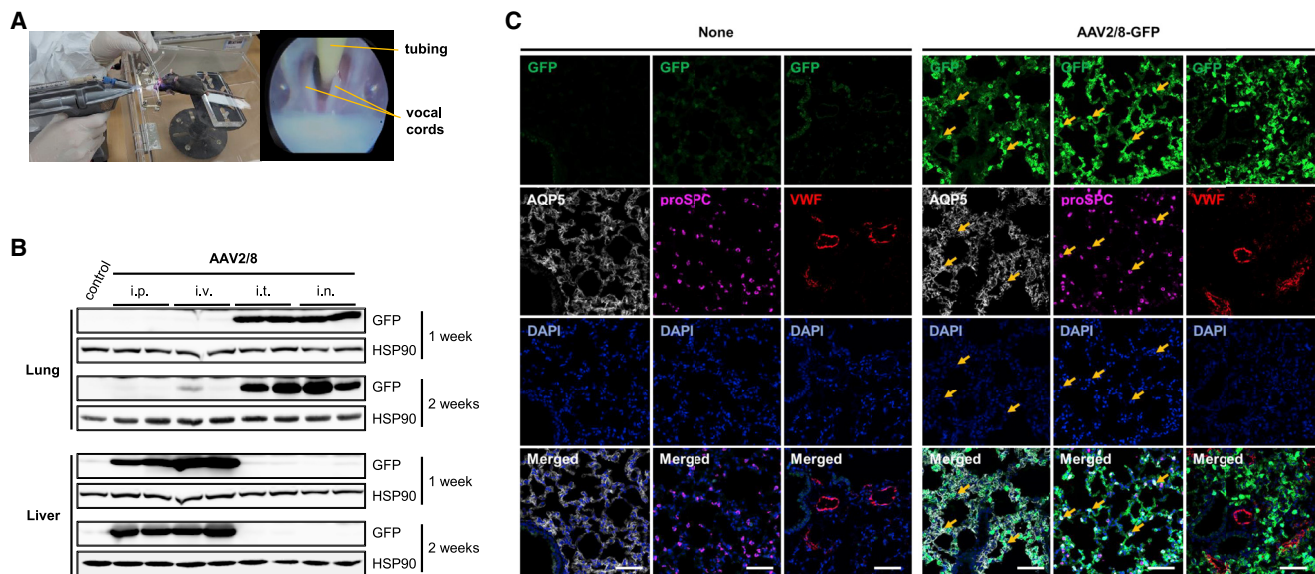 A
tubing
vocal
cords
B
AAV2/8
control
i.p.
i.v.
i.t.
i.n.
Lung
GFP
HSP90
1 week
GFP
HSP90
2 weeks
Liver
GFP
HSP90
1 week
GFP
HSP90
2 weeks
C
None
AAV2/8-GFP
GFP
GFP
GFP
GFP
GFP
GFP
AQP5
proSPC
VWF
AQP5
proSPC
VWF
DAPI
DAPI
DAPI
DAPI
DAPI
DAPI
Merged
Merged
Merged
Merged
Merged
Merged